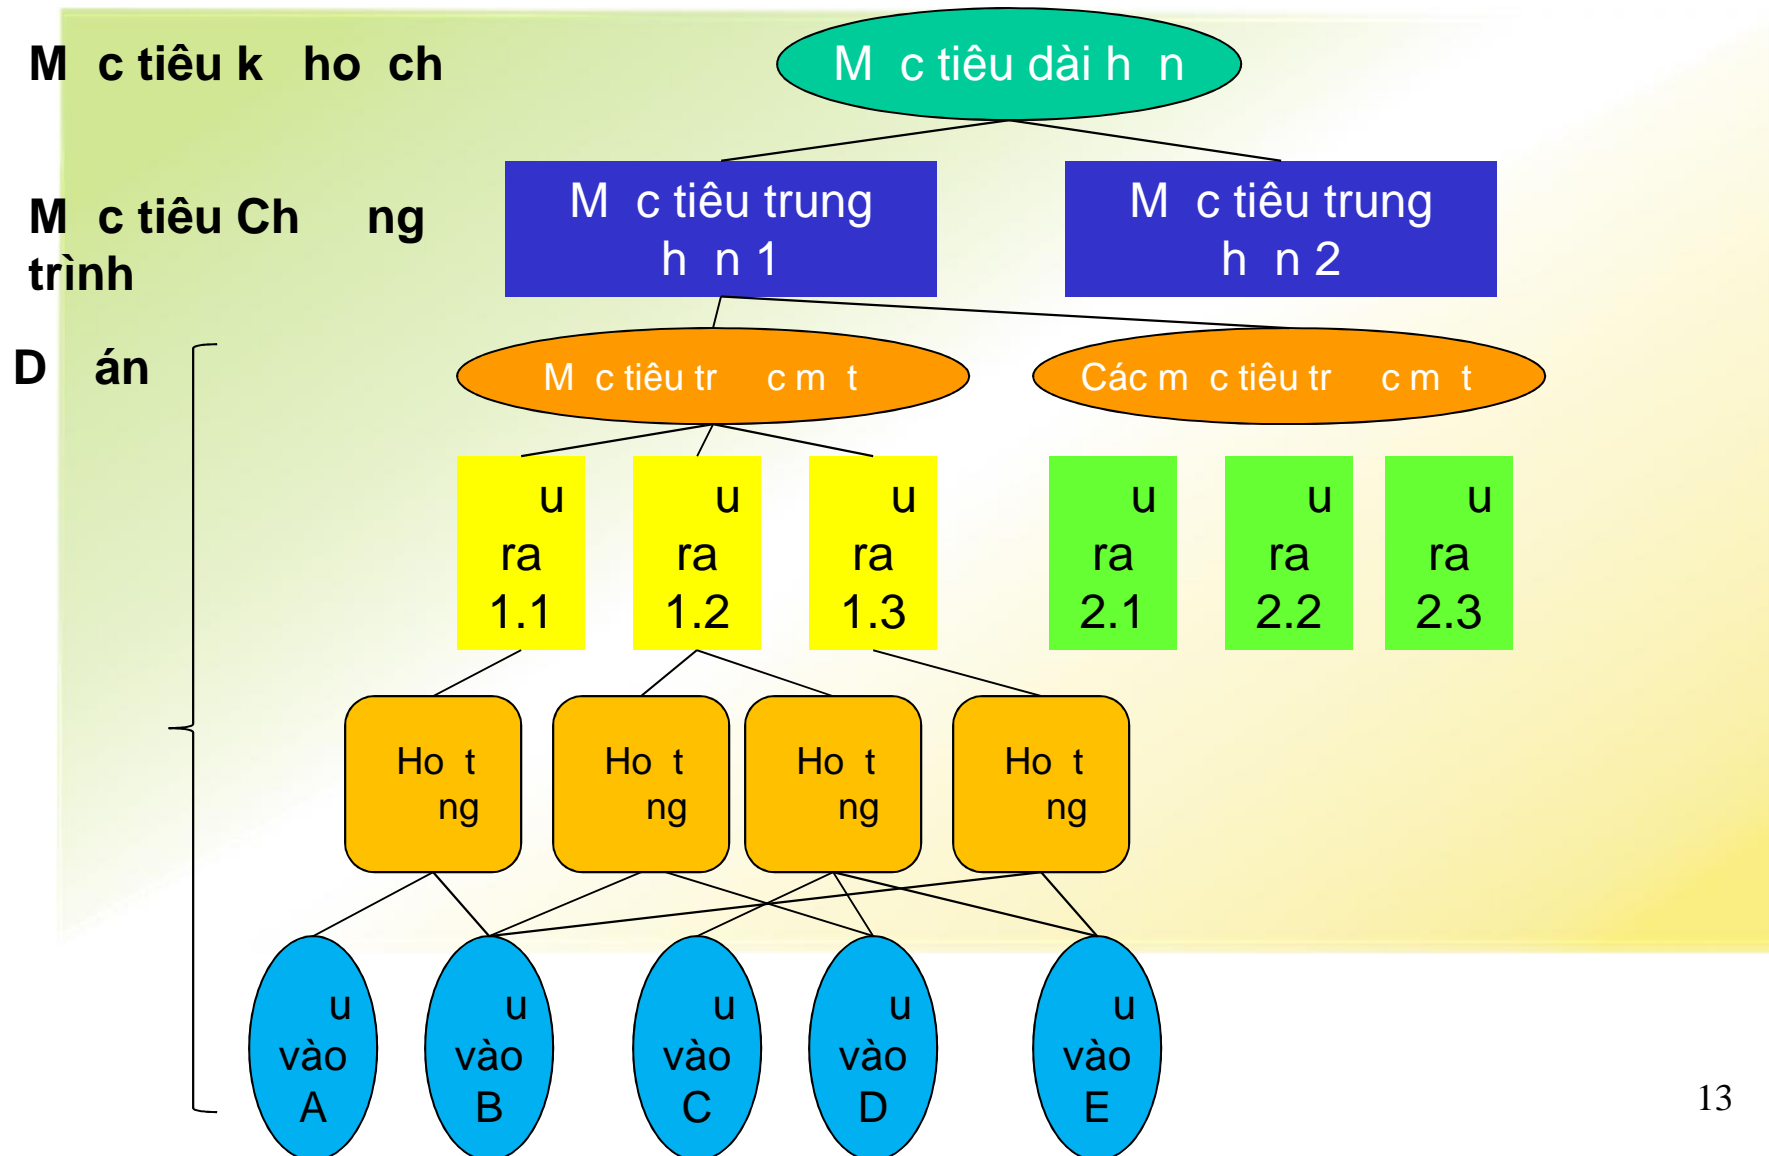 M c tiêu k ho ch
M c tiêu dài h n
M c tiêu Ch ng
trình
M c tiêu trung
h n 1
M c tiêu trung
h n 2
D án
M c tiêu tr c m t
Các m c tiêu tr c m t
u
ra
1.1
u
ra
1.2
u
ra
1.3
u
ra
2.1
u
ra
2.2
u
ra
2.3
Ho t
ng
Ho t
ng
Ho t
ng
Ho t
ng
u
vào
A
u
vào
B
u
vào
C
u
vào
D
u
vào
E
13